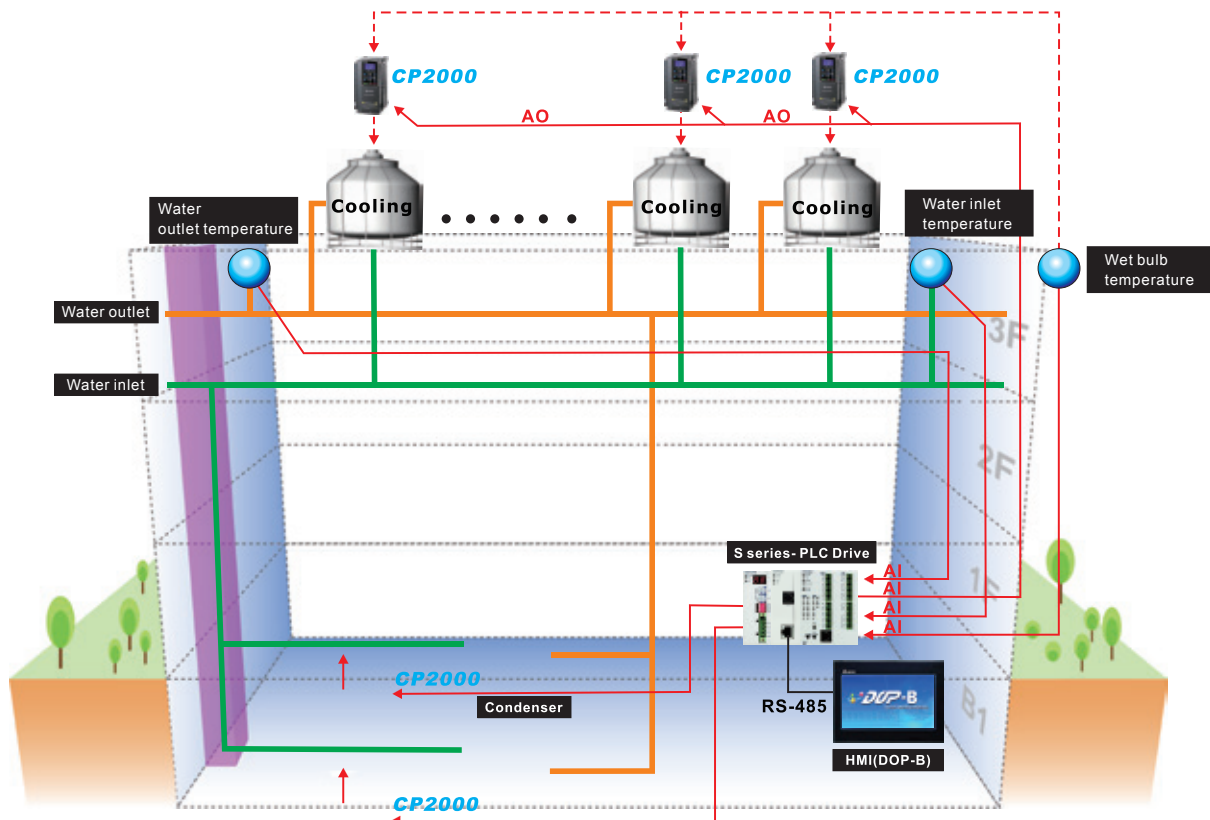 CP2000
CP2000
CP2000
AO
AO
Cooling
Cooling
Cooling
Water
outlet temperature
Water inlet
temperature
Wet bulb
temperature
Water outlet
3F
Water inlet
2F
S series- PLC Drive
AI
AI
1F
AI
AI
CP2000
Condenser
RS-485
DOP-B
B1
HMI(DOP-B)
CP2000